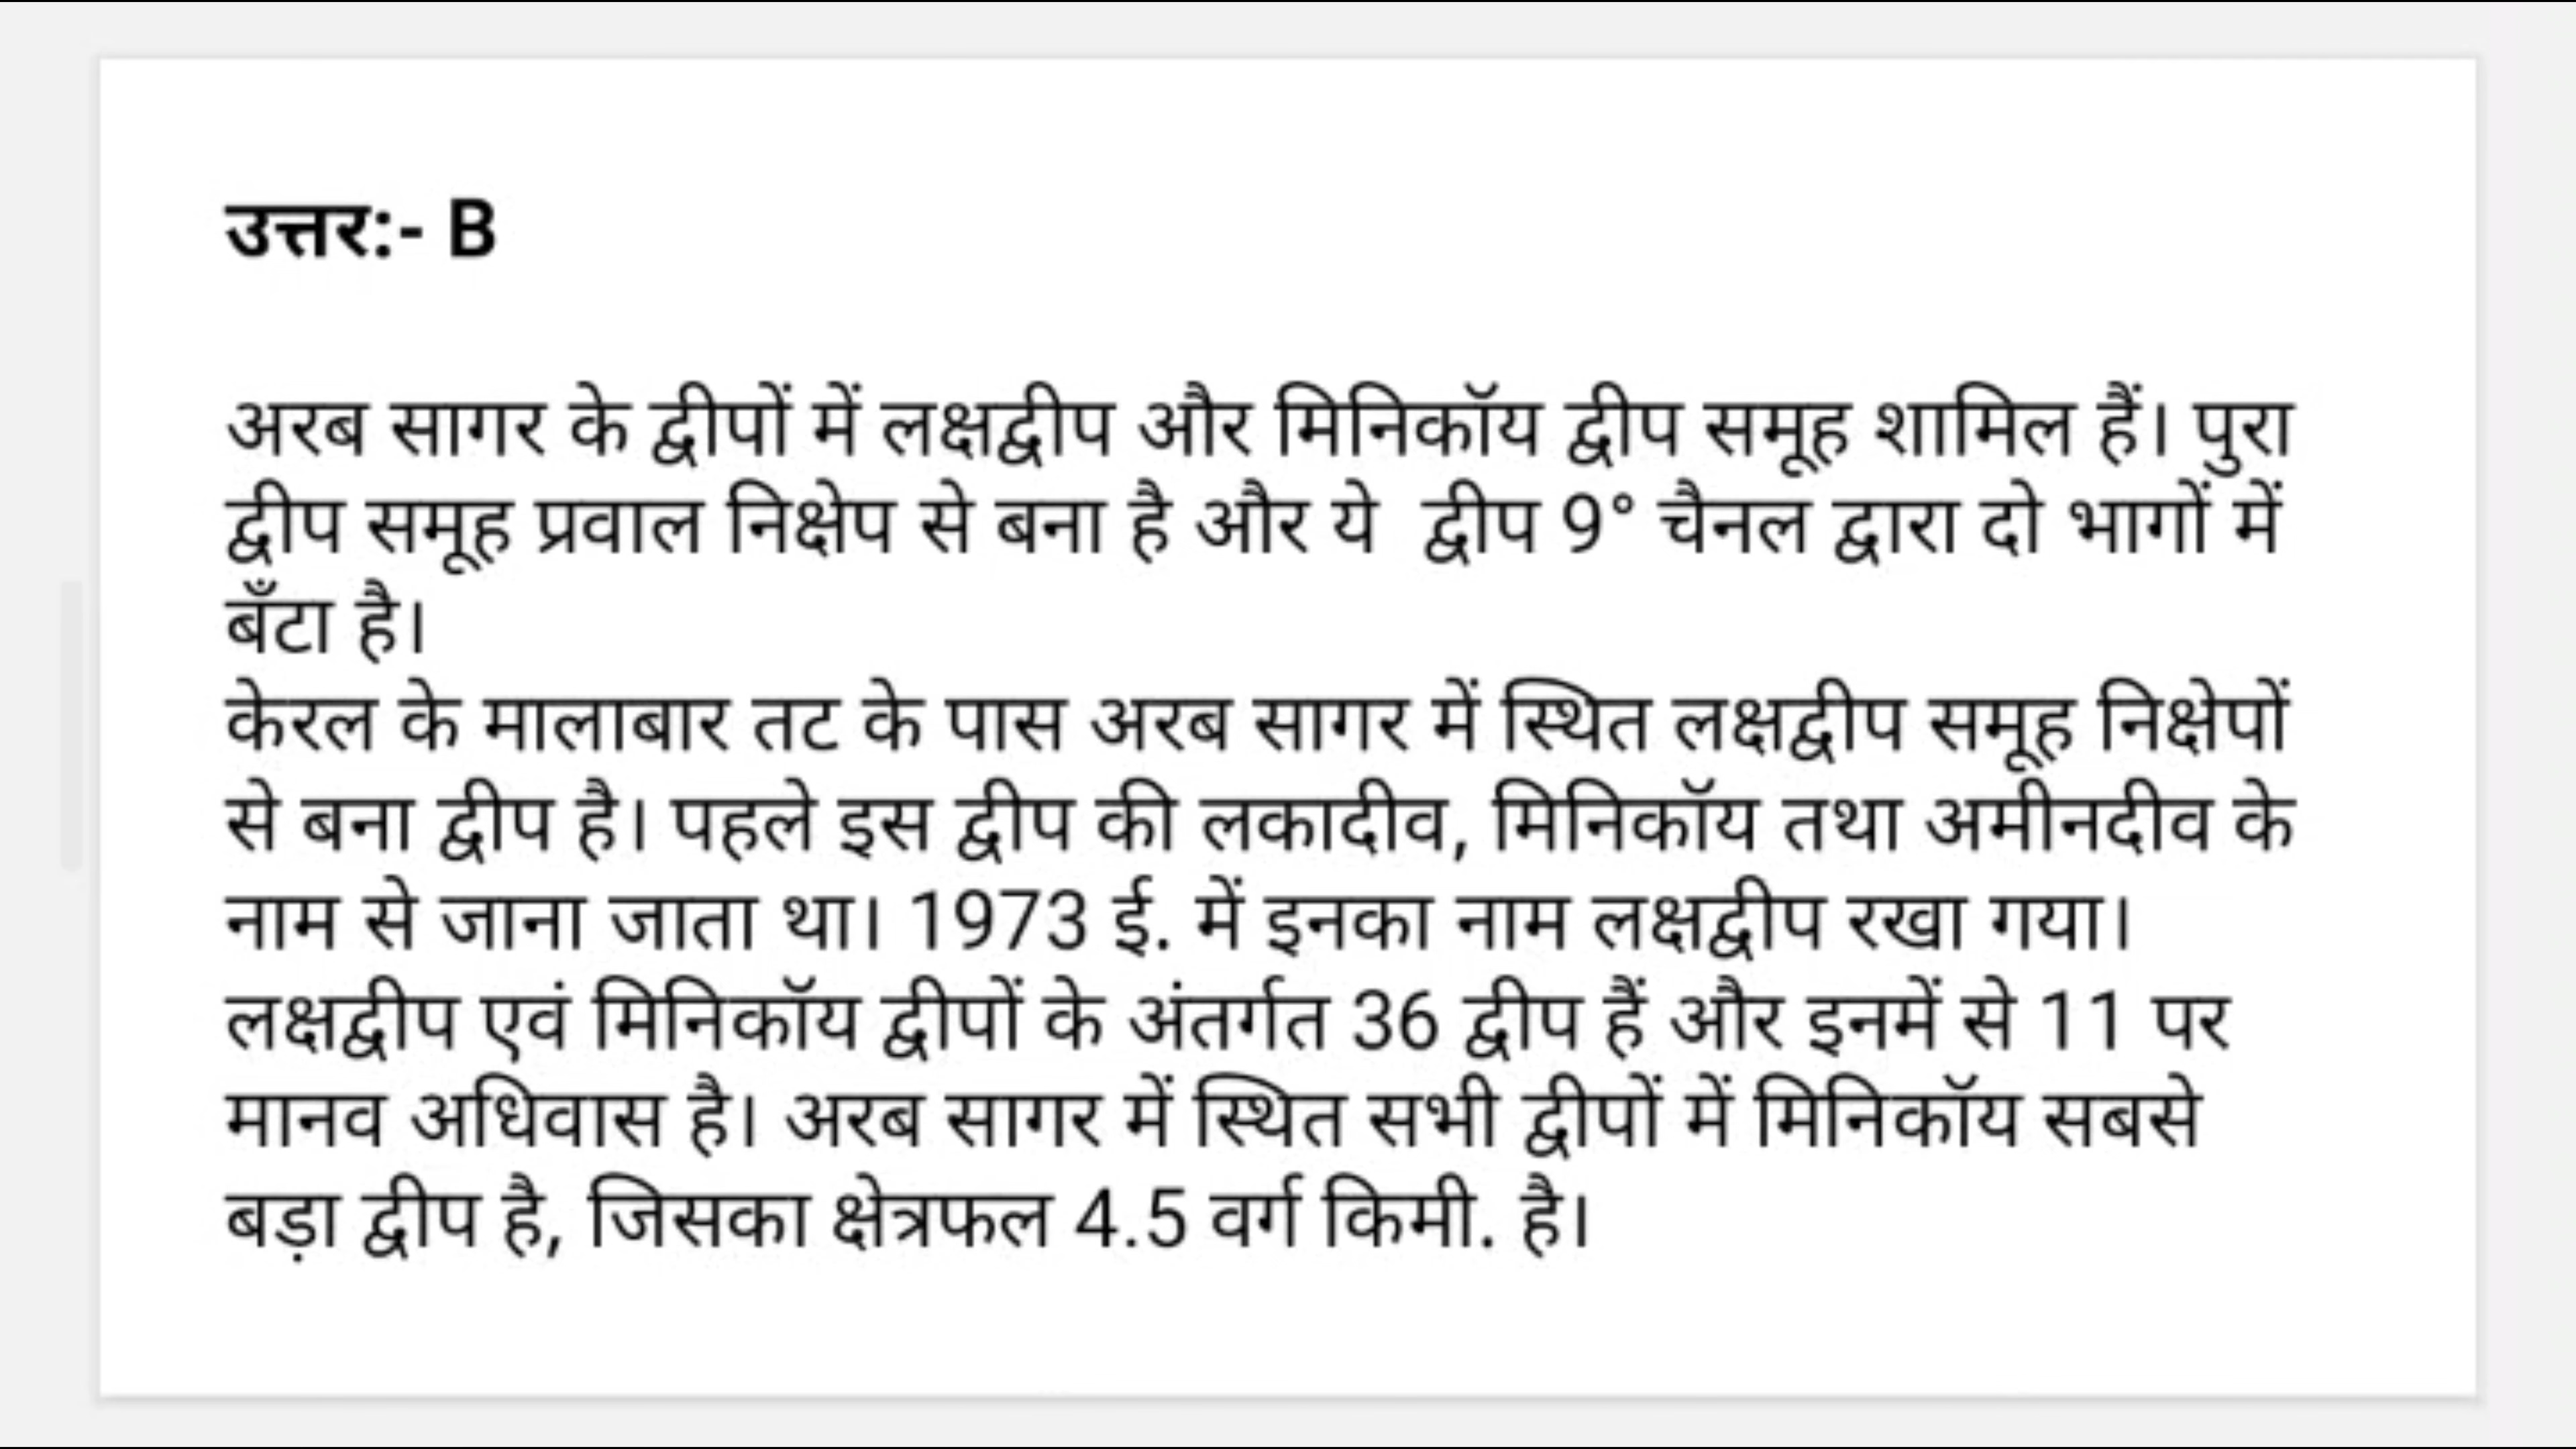 उत्तर:- B
अरब सागर के द्वीपों में लक्षद्वीप और मिनिकॉय द्वीप समूह शामिल हैं। पुरा
द्वीप समूह प्रवाल निक्षेप से बना है और ये द्वीप 9° चैनल द्वारा दो भागों में
बँटा है।
केरल के मालाबार तट के पास अरब सागर में स्थित लक्षद्वीप समूह निक्षेपों
से बना द्वीप है। पहले इस द्वीप की लकादीव, मिनिकॉय तथा अमीनदीव के
नाम से जाना जाता था। 1973 ई. में इनका नाम लक्षद्वीप रखा गया।
लक्षद्वीप एवं मिनिकॉय द्वीपों के अंतर्गत 36 द्वीप हैं और इनमें से 11 पर
मानव अधिवास है। अरब सागर में स्थित सभी द्वीपों में मिनिकॉय सबसे
बड़ा द्वीप है, जिसका क्षेत्रफल 4.5 वर्ग किमी. है।